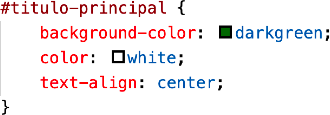 #titulo-principal {
    background-color: darkgreen;
    color: white;
    text-align: center;
}